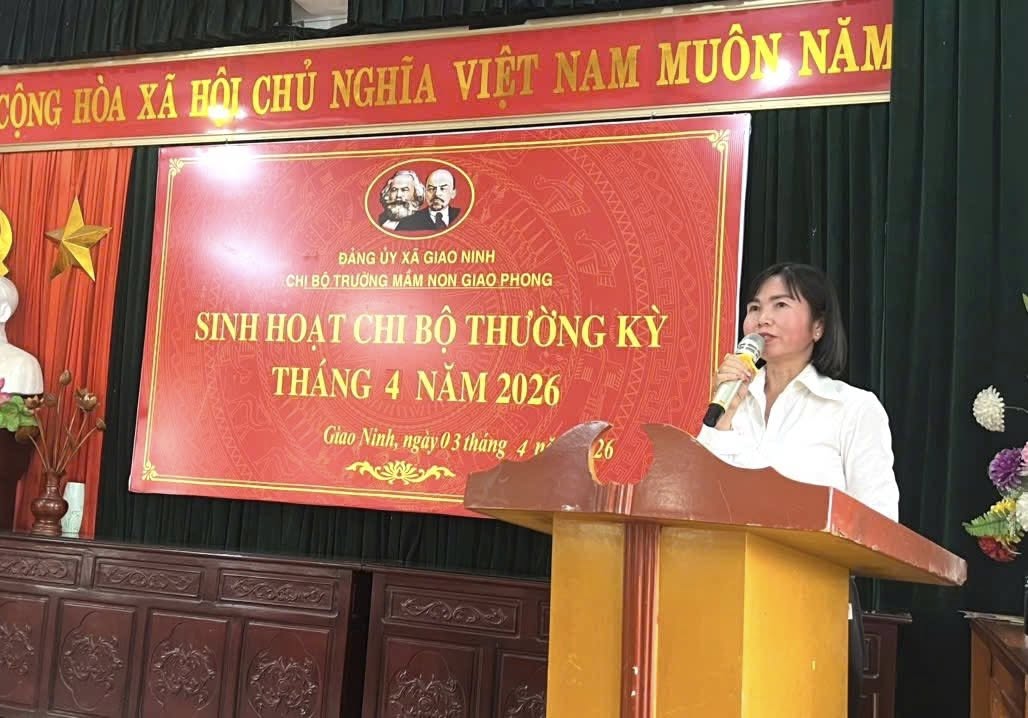 CỘNG HÒA XÃ HỘI CHỦ NGHĨA VIỆT NAM MUÔN NĂM
ĐẢNG ỦY XÃ GIAO NINH
CHI BỘ TRƯỜNG MẦM NON GIAO PHONG
SINH HOẠT CHI BỘ THƯỜNG KỲ
THÁNG 4 NĂM 2026
Giao Ninh, ngày 03 tháng 4 năm 2026